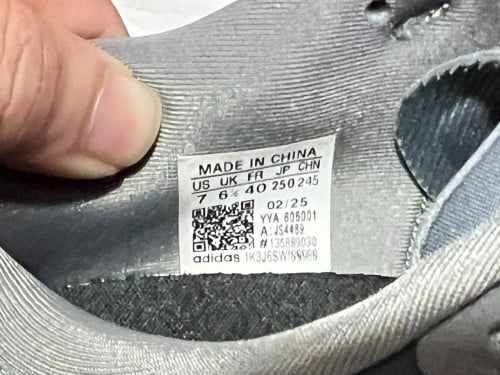 MADE IN CHINA
US UK FR JP CHN
7 6½ 40 250 245
02/25
YYA 606001
A: JS4489
# 135889030
adidas